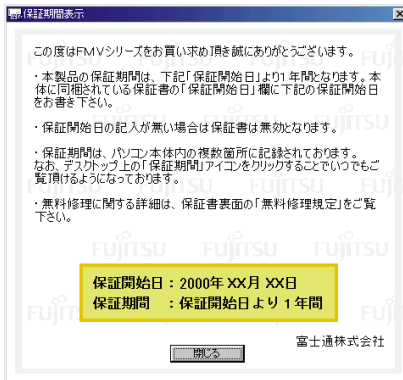 保証期間表示
この度はFMVシリーズをお買い求め頂き誠にありがとうございます。
・本製品の保証期間は、下記「保証開始日」より1年間となります。本
体に同梱されている保証書の「保証開始日」欄に下記の保証開始日
をお書き下さい。
・保証開始日の記入が無い場合は保証書は無効となります。
・保証期間は、パソコン本体内の複数箇所に記録されております。
なお、デスクトップ上の「保証期間」アイコンをクリックすることでいつでもご
覧頂けるようになっております。
・無料修理に関する詳細は、保証書裏面の「無料修理規定」をご覧
下さい。
FUJITSU FUJITSU FUJITSU
保証開始日：2000年 XX月 XX日
保証期間　：保証開始日より1年間
富士通株式会社
閉じる